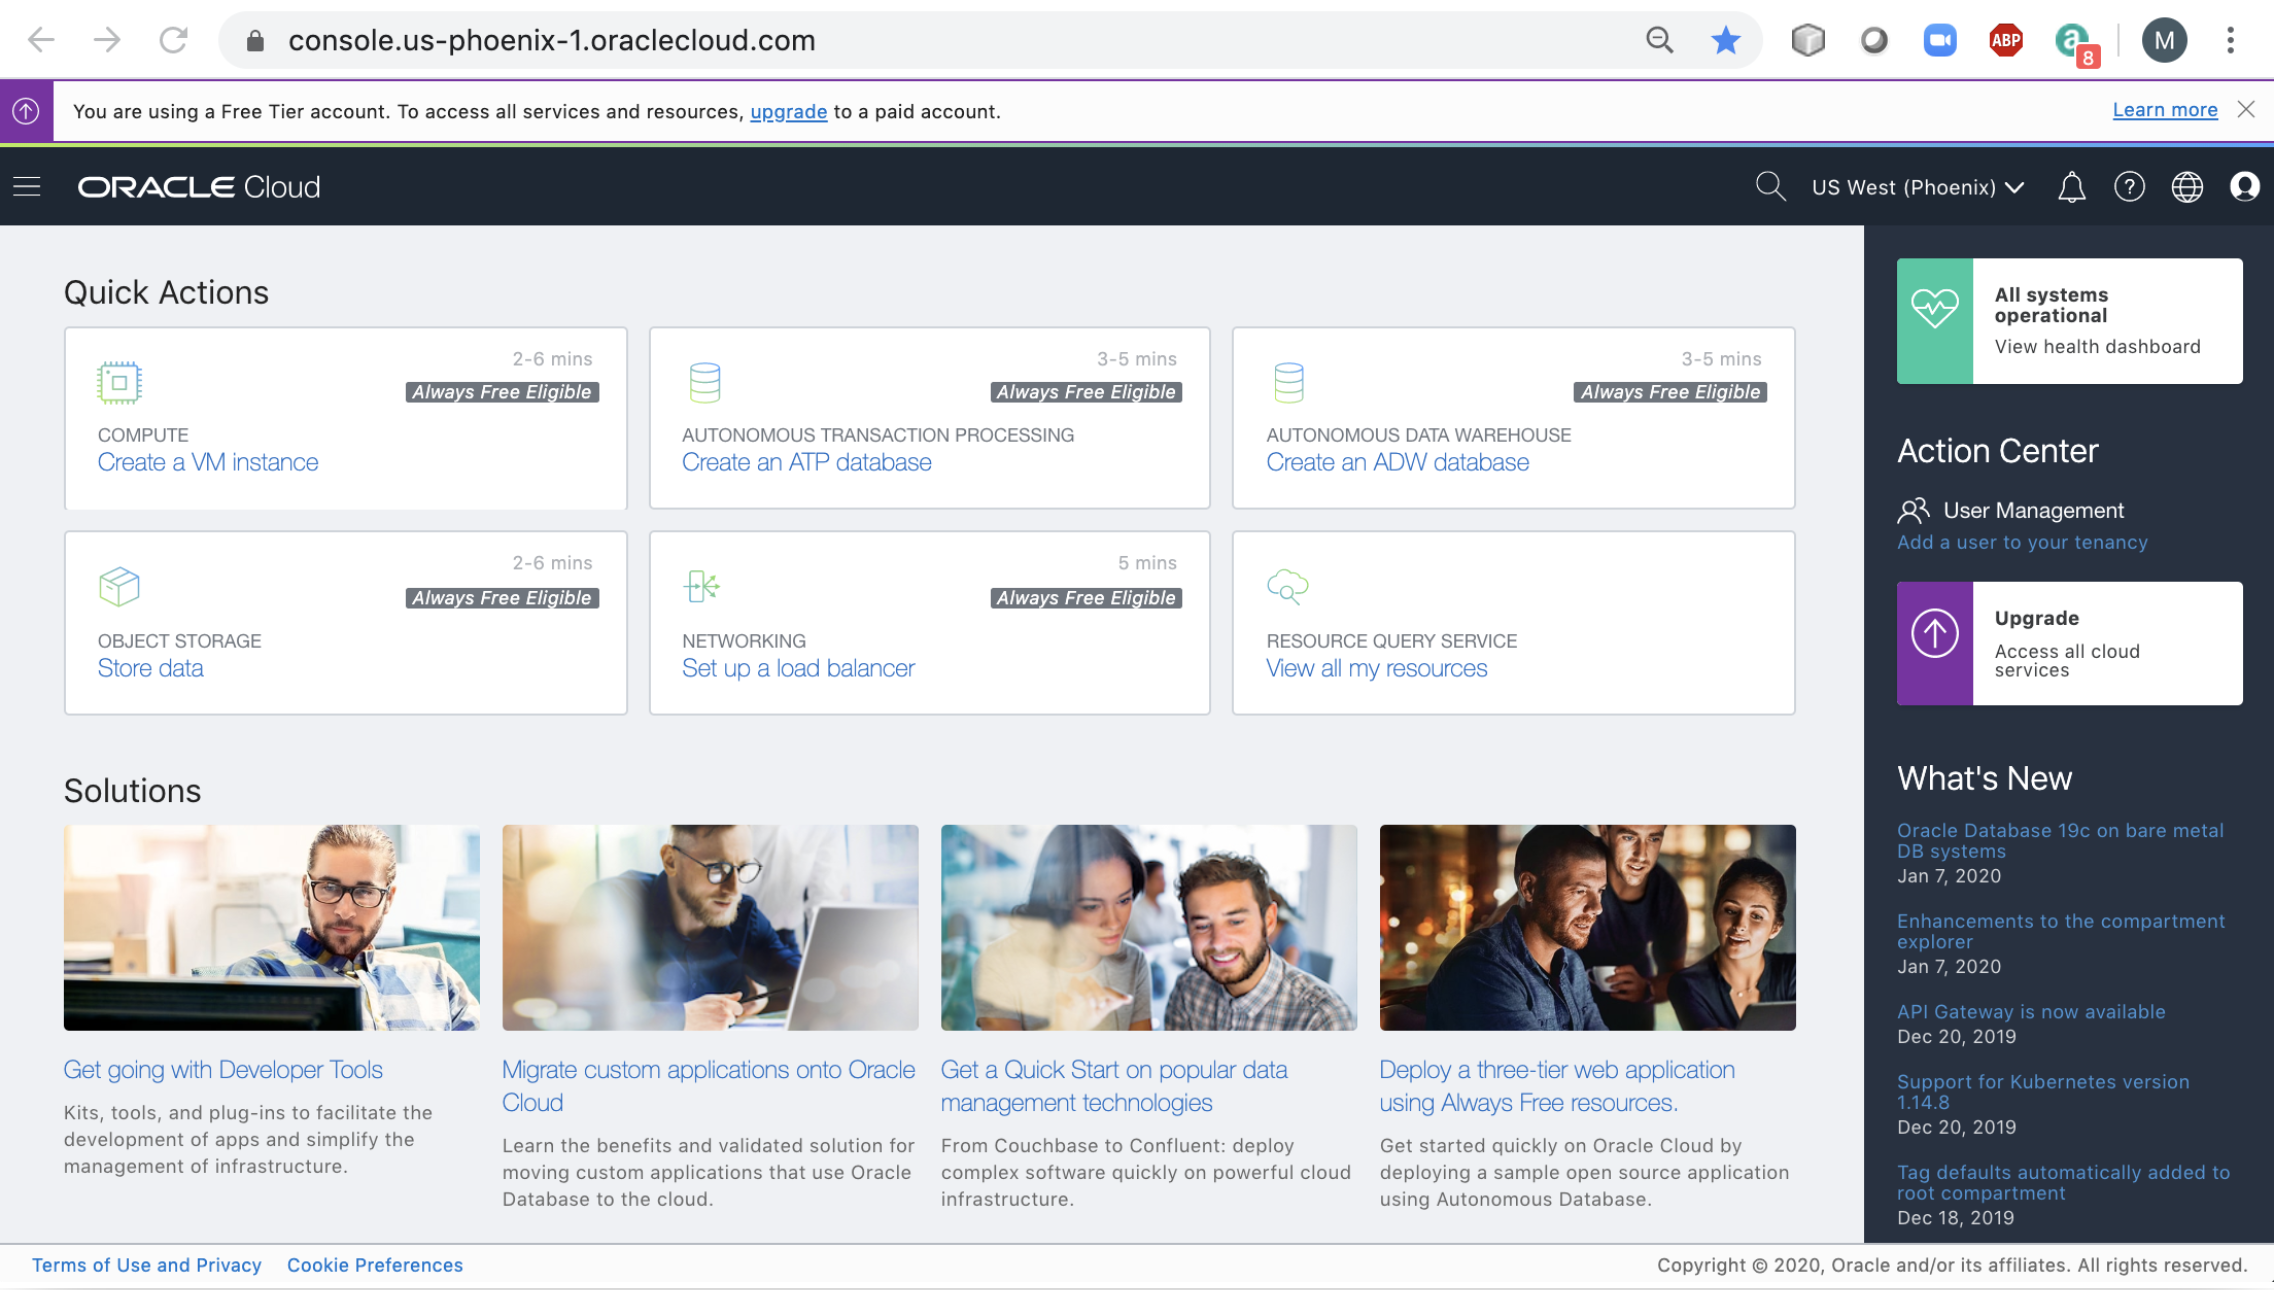 console.us-phoenix-1.oraclecloud.com
ABP
a
8
M
You are using a Free Tier account. To access all services and resources, upgrade to a paid account.
Learn more
ORACLE Cloud
US West (Phoenix)
?
Quick Actions
2-6 mins
Always Free Eligible
COMPUTE
Create a VM instance
3-5 mins
Always Free Eligible
AUTONOMOUS TRANSACTION PROCESSING
Create an ATP database
3-5 mins
Always Free Eligible
AUTONOMOUS DATA WAREHOUSE
Create an ADW database
2-6 mins
Always Free Eligible
OBJECT STORAGE
Store data
5 mins
Always Free Eligible
NETWORKING
Set up a load balancer
RESOURCE QUERY SERVICE
View all my resources
Solutions
Get going with Developer Tools
Kits, tools, and plug-ins to facilitate the
development of apps and simplify the
management of infrastructure.
Migrate custom applications onto Oracle
Cloud
Learn the benefits and validated solution for
moving custom applications that use Oracle
Database to the cloud.
Get a Quick Start on popular data
management technologies
From Couchbase to Confluent: deploy
complex software quickly on powerful cloud
infrastructure.
Deploy a three-tier web application
using Always Free resources.
Get started quickly on Oracle Cloud by
deploying a sample open source application
using Autonomous Database.
All systems
operational
View health dashboard
Action Center
User Management
Add a user to your tenancy
Upgrade
Access all cloud
services
What's New
Oracle Database 19c on bare metal
DB systems
Jan 7, 2020
Enhancements to the compartment
explorer
Jan 7, 2020
API Gateway is now available
Dec 20, 2019
Support for Kubernetes version
1.14.8
Dec 20, 2019
Tag defaults automatically added to
root compartment
Dec 18, 2019
Terms of Use and Privacy
Cookie Preferences
Copyright © 2020, Oracle and/or its affiliates. All rights reserved.